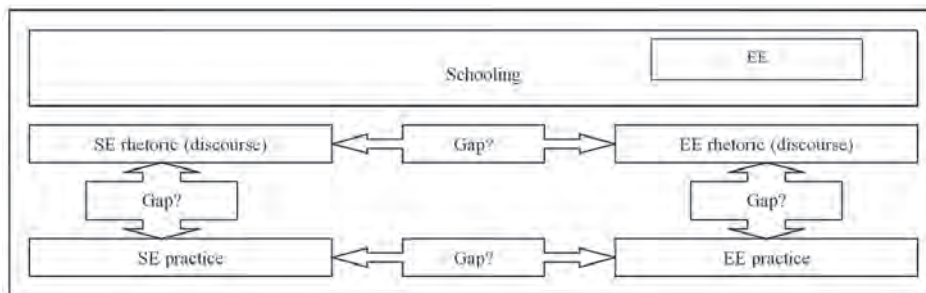 EE
Schooling
SE rhetoric (discourse)
Gap?
EE rhetoric (discourse)
Gap?
Gap?
SE practice
Gap?
EE practice